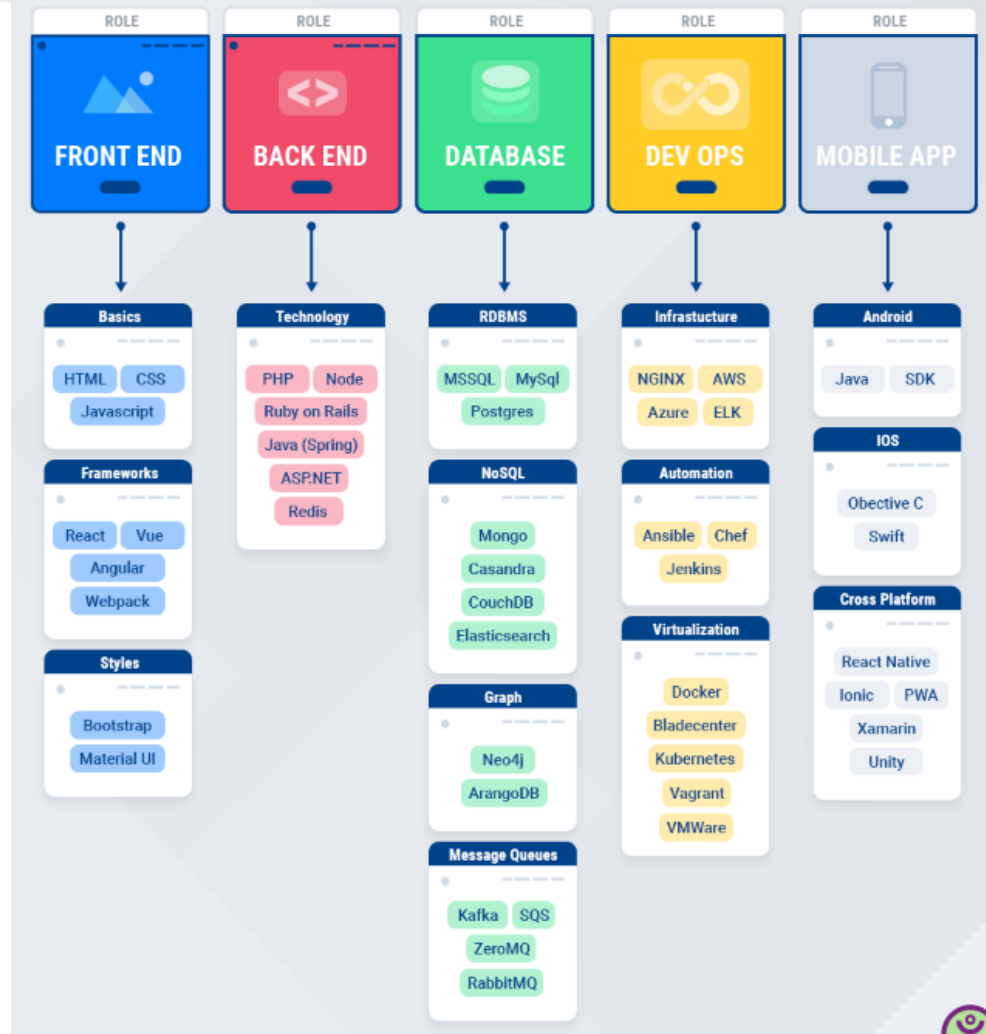 ROLE
FRONT END
Basics
HTML CSS
Javascript
Frameworks
React Vue
Angular
Webpack
Styles
Bootstrap
Material UI
ROLE
BACK END
Technology
PHP Node
Ruby on Rails
Java (Spring)
ASP.NET
Redis
ROLE
DATABASE
RDBMS
MSSQL MySql
Postgres
NoSQL
Mongo
Casandra
CouchDB
Elasticsearch
Graph
Neo4j
ArangoDB
Message Queues
Kafka SQS
ZeroMQ
RabbitMQ
ROLE
DEV OPS
Infrastucture
NGINX AWS
Azure ELK
Automation
Ansible Chef
Jenkins
Virtualization
Docker
Bladecenter
Kubernetes
Vagrant
VMWare
ROLE
MOBILE APP
Android
Java SDK
IOS
Obective C
Swift
Cross Platform
React Native
Ionic PWA
Xamarin
Unity